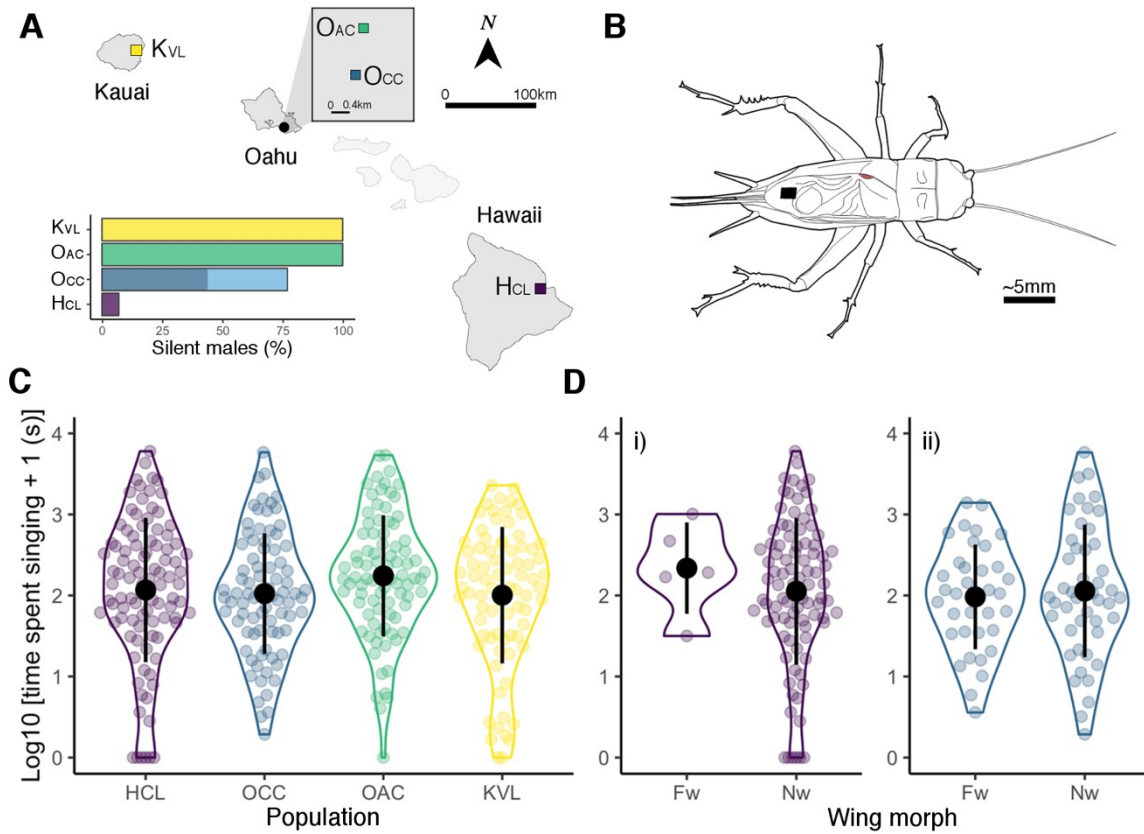 A
KVL
Kauai
OAC
OCC
0 0.4km
Oahu
N
0 100km
Hawaii
HCL
KVL
OAC
OCC
HCL
0 25 50 75 100
Silent males (%)
B
~5mm
C
Log10 [time spent singing + 1 (s)]
4
3
2
1
0
HCL OCC OAC KVL
Population
D
i)
4
3
2
1
0
Fw Nw
ii)
4
3
2
1
0
Fw Nw
Wing morph